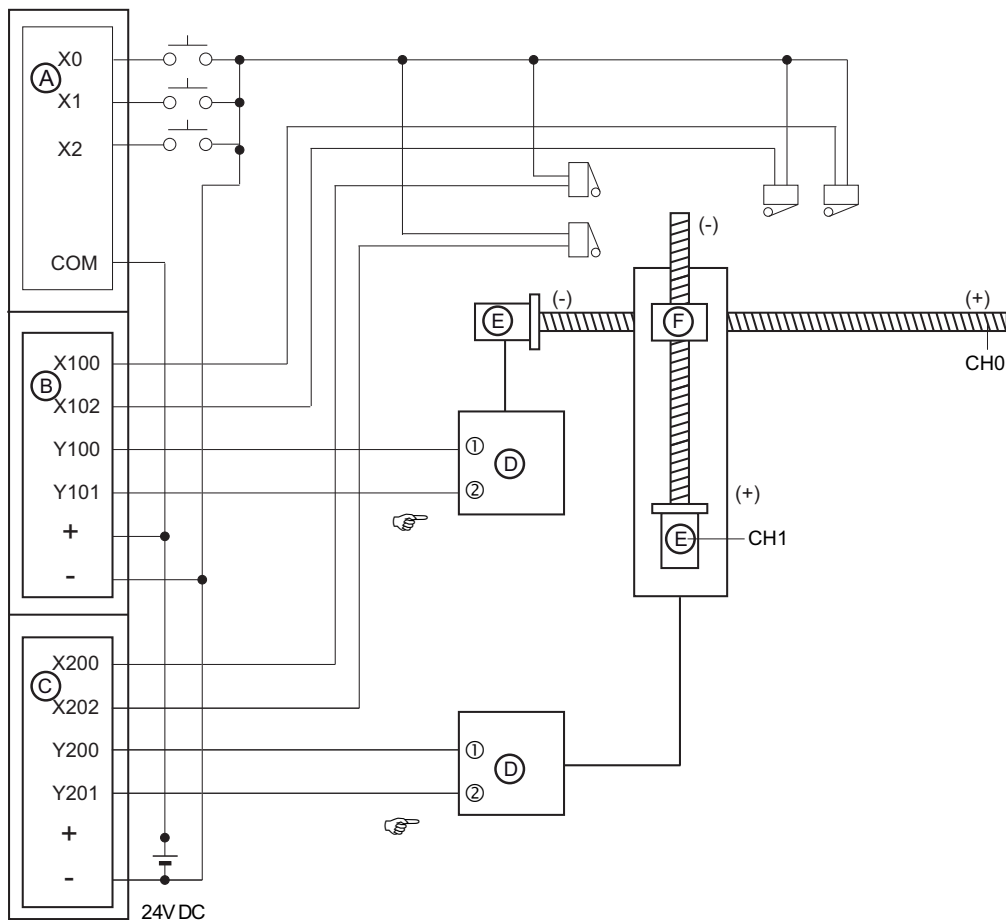 X0
A
X1
X2
COM
(-)
(-)
(+)
E
F
CH0
X100
B
X102
Y100
①
D
Y101
②
(+)
+
E
CH1
-
X200
C
X202
Y200
①
D
Y201
②
+
-
24V DC